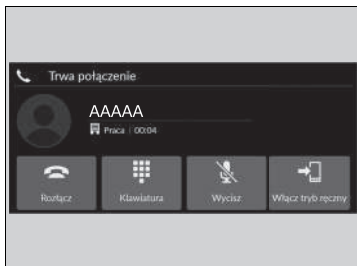 Trwa połączenie
AAAAA
Praca | 00:04
Rozłącz Klawiatura Wycisz Włącz tryb ręczny